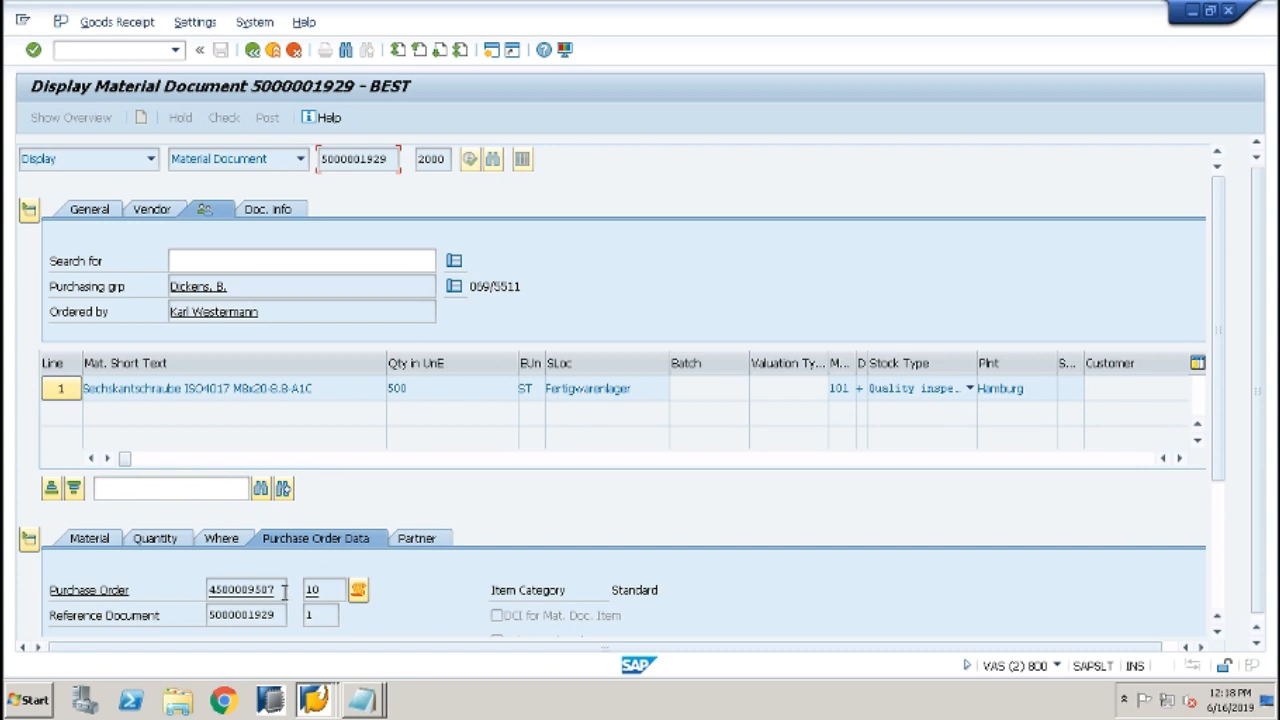 Goods Receipt Settings System Help
Display Material Document 5000001929 - BEST
Show Overview Hold Check Post Help
Display Material Document 5000001929 2000
General Vendor Doc. Info
Search for
Purchasing grp Dickens, B. 069/5511
Ordered by Karl Westermann
Line Mat. Short Text Qty in UnE EUn SLoc Batch Valuation Ty... M... D Stock Type Plnt S... Customer
1 Sechskantschraube ISO4017 M8x20-8.8-A1C 500 ST Fertigwarenlager 101 + Quality inspe.. Hamburg
Material Quantity Where Purchase Order Data Partner
Purchase Order 4500009507 10 Item Category Standard
Reference Document 5000001929 1 DCI for Mat. Doc. Item
SAP VAS (2) 800 SAPSLT INS
Start 12:18 PM
6/16/2019